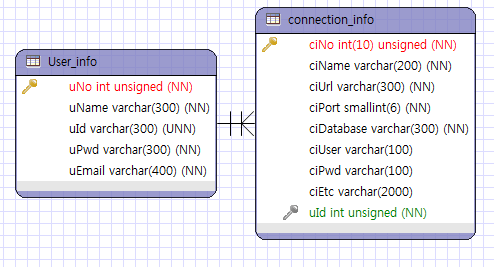 User_info
uNo int unsigned (NN)
uName varchar(300) (NN)
uId varchar(300) (UNN)
uPwd varchar(300) (NN)
uEmail varchar(400) (NN)
connection_info
ciNo int(10) unsigned (NN)
ciName varchar(200) (NN)
ciUrl varchar(300) (NN)
ciPort smallint(6) (NN)
ciDatabase varchar(300) (NN)
ciUser varchar(100)
ciPwd varchar(100)
ciEtc varchar(2000)
uId int unsigned (NN)